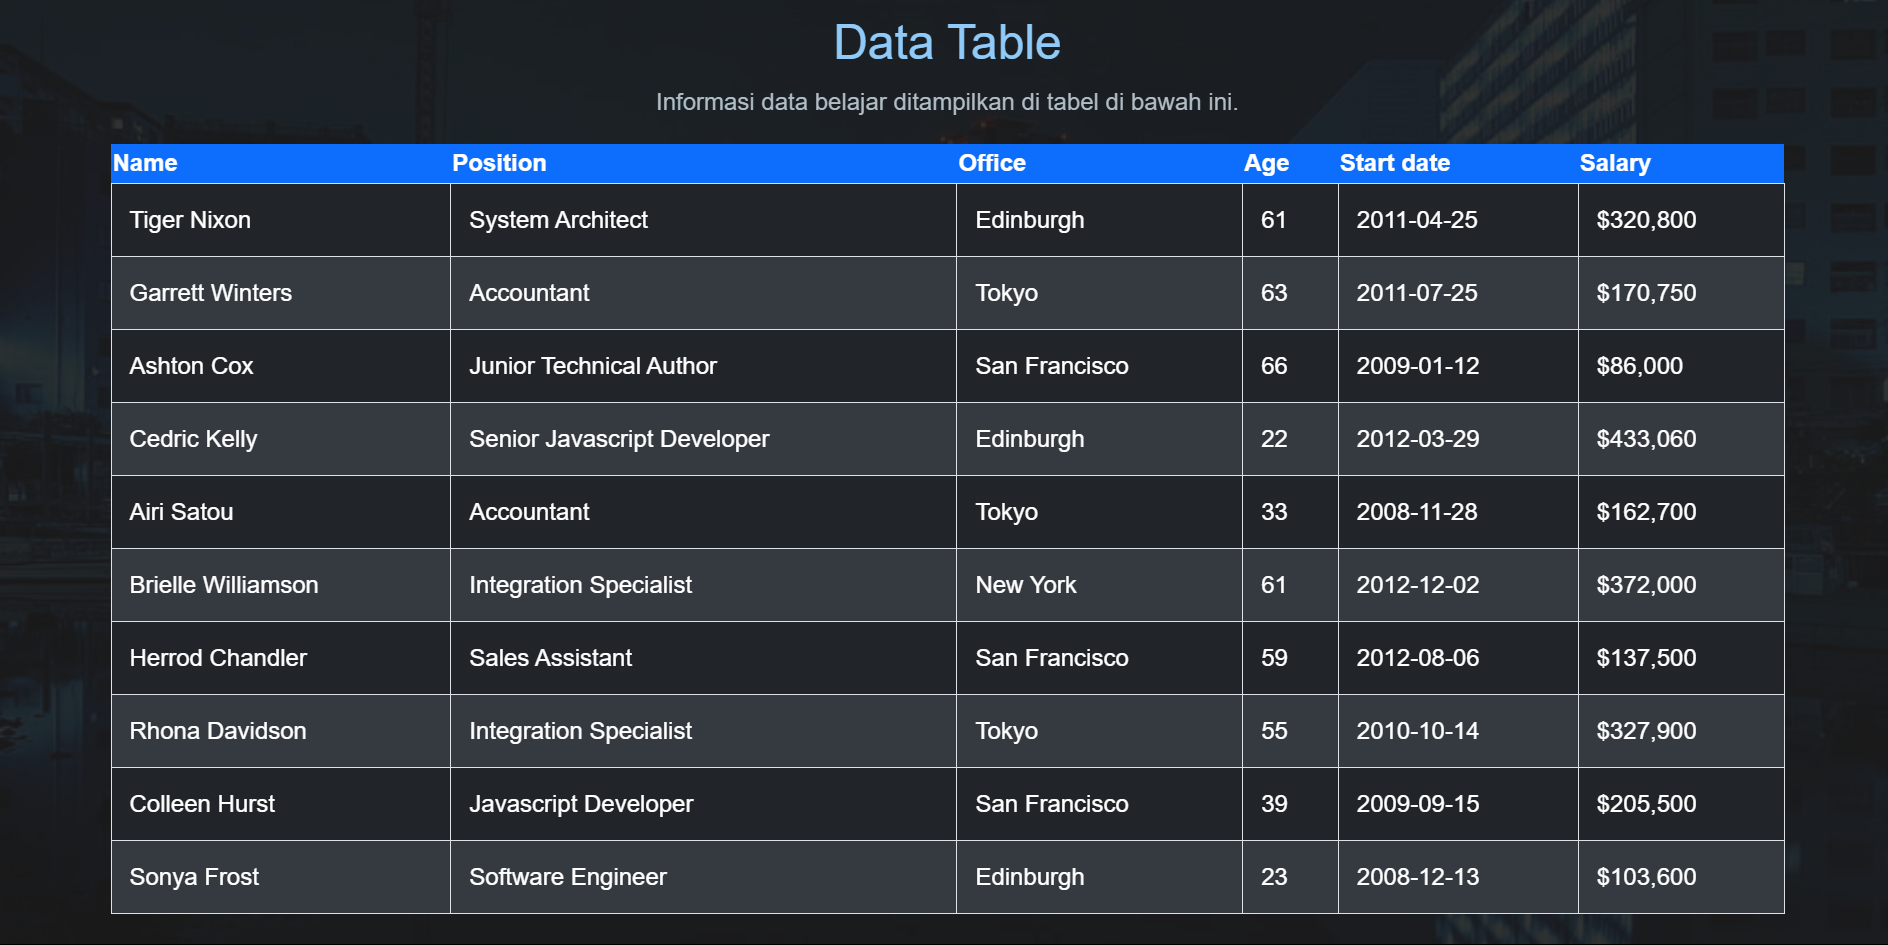 Data Table
Informasi data belajar ditampilkan di tabel di bawah ini.
Name Position Office Age Start date Salary
Tiger Nixon System Architect Edinburgh 61 2011-04-25 $320,800
Garrett Winters Accountant Tokyo 63 2011-07-25 $170,750
Ashton Cox Junior Technical Author San Francisco 66 2009-01-12 $86,000
Cedric Kelly Senior Javascript Developer Edinburgh 22 2012-03-29 $433,060
Airi Satou Accountant Tokyo 33 2008-11-28 $162,700
Brielle Williamson Integration Specialist New York 61 2012-12-02 $372,000
Herrod Chandler Sales Assistant San Francisco 59 2012-08-06 $137,500
Rhona Davidson Integration Specialist Tokyo 55 2010-10-14 $327,900
Colleen Hurst Javascript Developer San Francisco 39 2009-09-15 $205,500
Sonya Frost Software Engineer Edinburgh 23 2008-12-13 $103,600